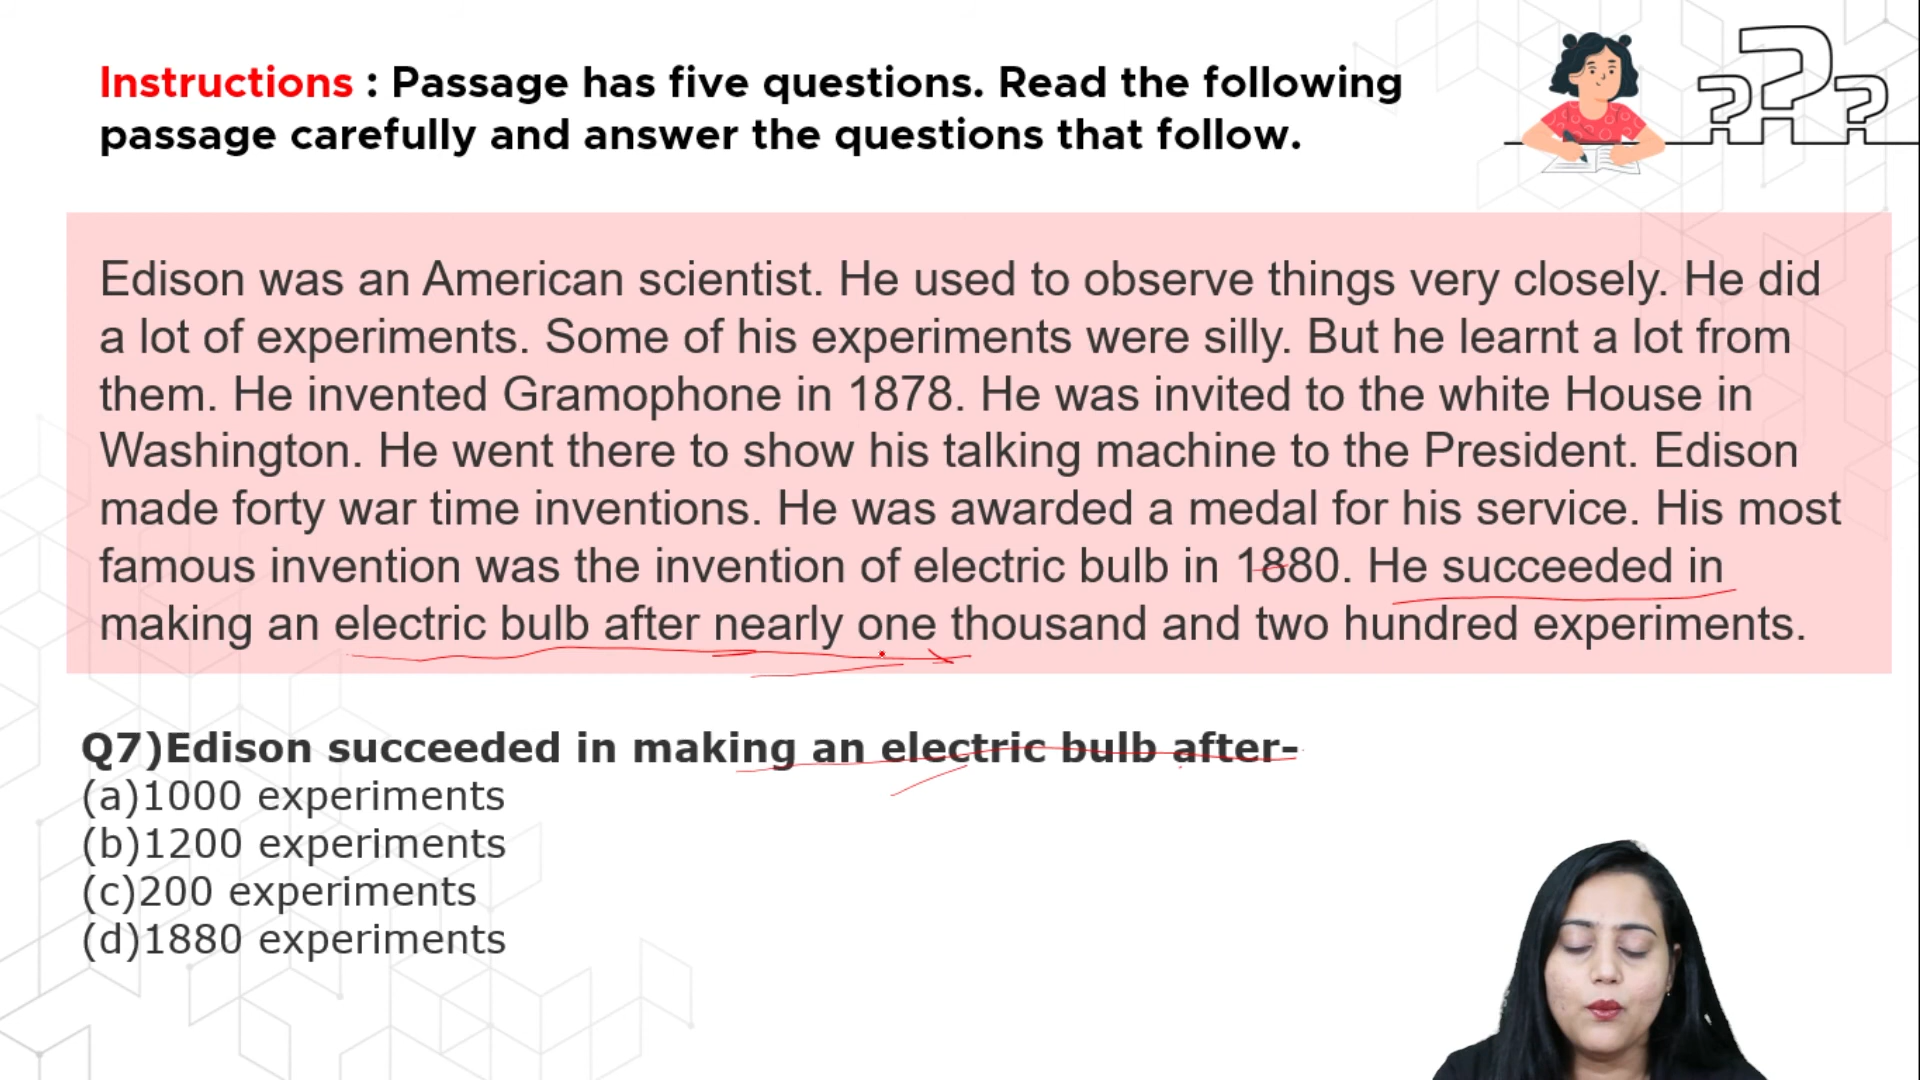 Instructions : Passage has five questions. Read the following
passage carefully and answer the questions that follow.
Edison was an American scientist. He used to observe things very closely. He did
a lot of experiments. Some of his experiments were silly. But he learnt a lot from
them. He invented Gramophone in 1878. He was invited to the white House in
Washington. He went there to show his talking machine to the President. Edison
made forty war time inventions. He was awarded a medal for his service. His most
famous invention was the invention of electric bulb in 1880. He succeeded in
making an electric bulb after nearly one thousand and two hundred experiments.
Q7)Edison succeeded in making an electric bulb after-
(a)1000 experiments
(b)1200 experiments
(c)200 experiments
(d)1880 experiments